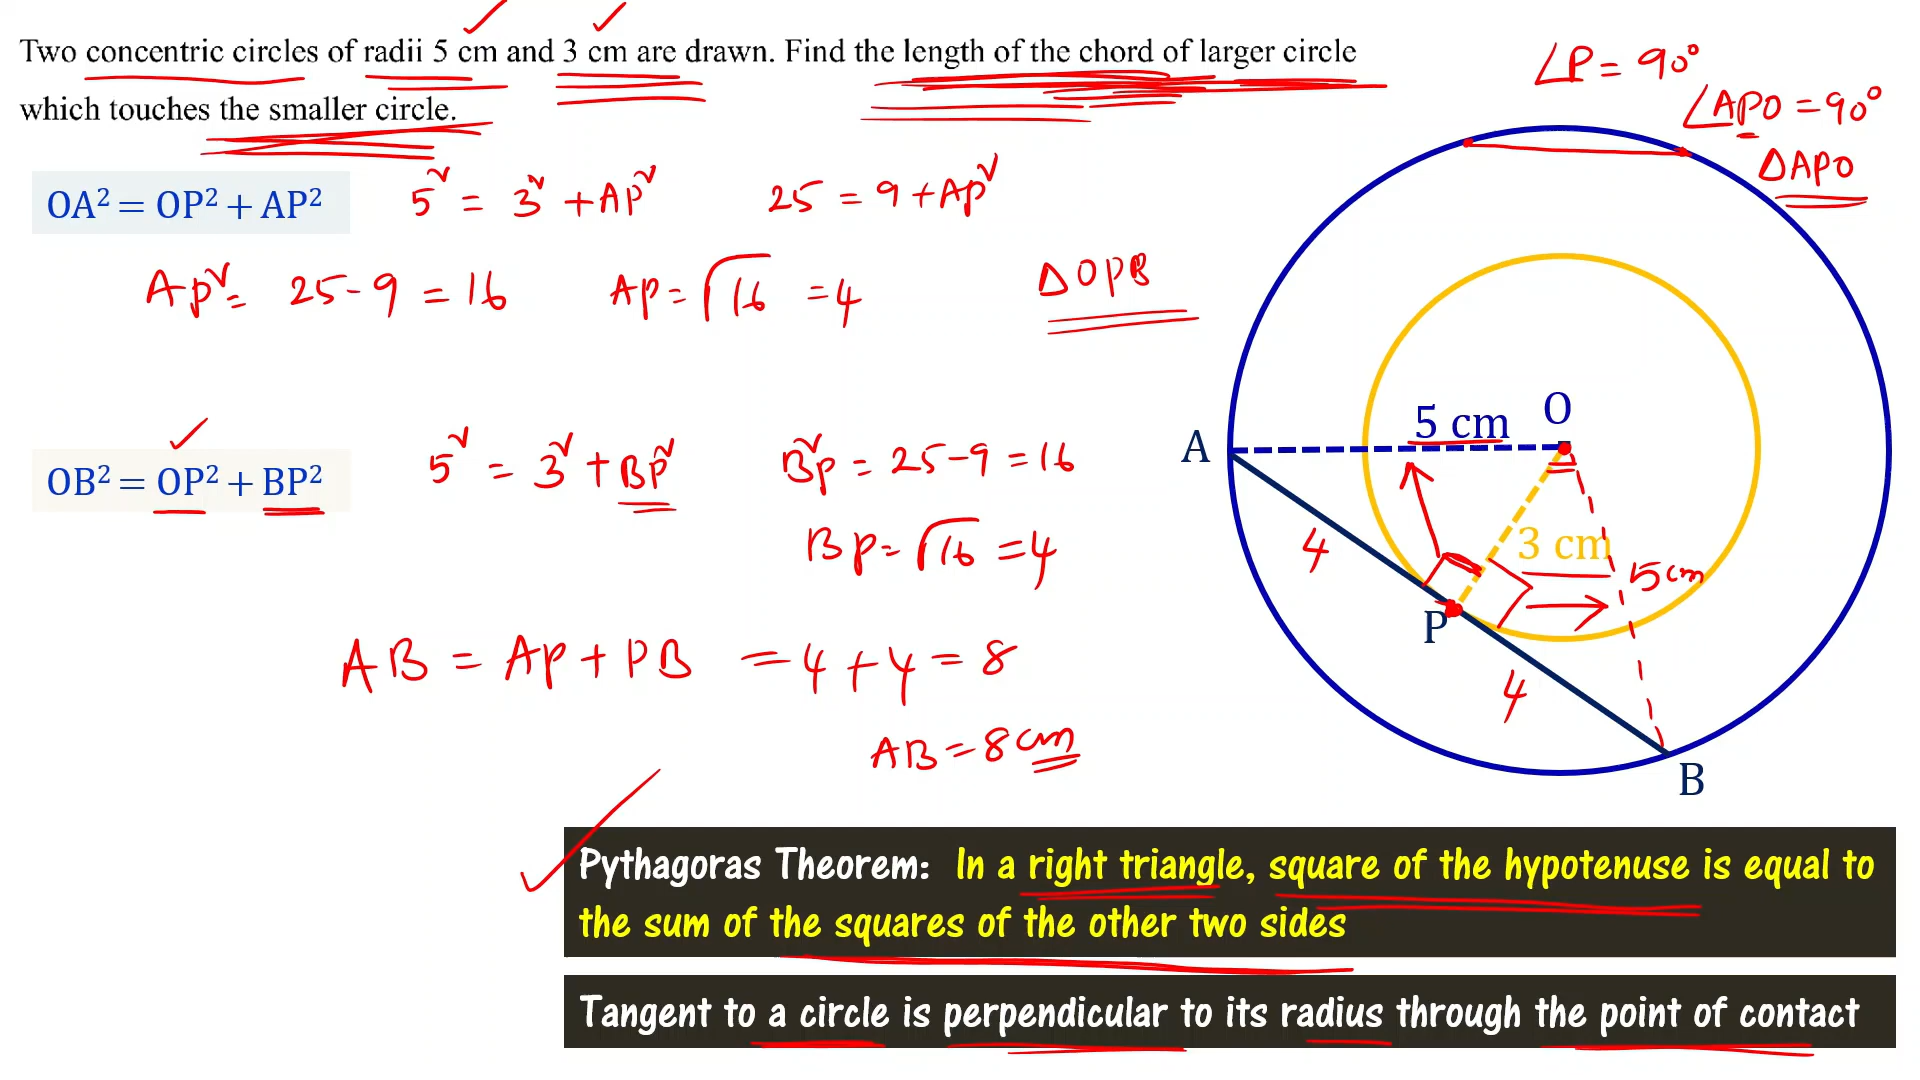 Two concentric circles of radii 5 cm and 3 cm are drawn. Find the length of the chord of larger circle
which touches the smaller circle.
∠P = 90°
∠APO = 90°
△APO
OA² = OP² + AP²
5² = 3² + AP²
25 = 9 + AP²
AP² = 25 - 9 = 16
AP = √16 = 4
△OPB
OB² = OP² + BP²
5² = 3² + BP²
BP² = 25 - 9 = 16
BP = √16 = 4
AB = AP + PB = 4 + 4 = 8
AB = 8 cm
O
5 cm
A
3 cm
4
5 cm
P
4
B
Pythagoras Theorem: In a right triangle, square of the hypotenuse is equal to
the sum of the squares of the other two sides
Tangent to a circle is perpendicular to its radius through the point of contact